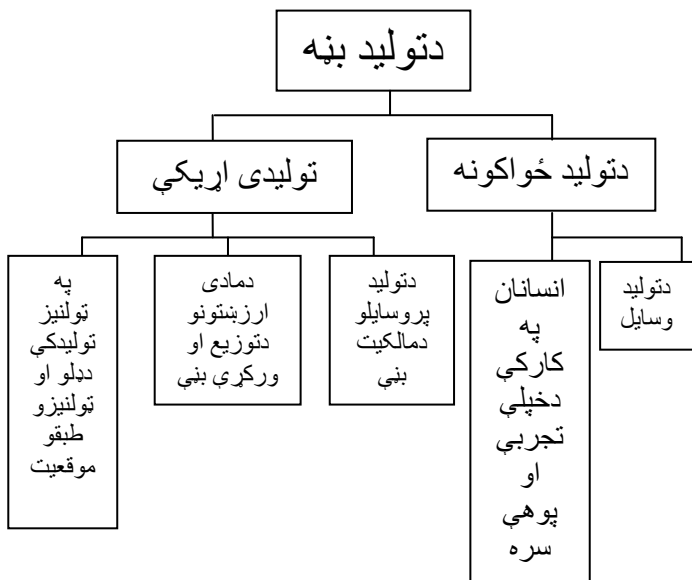 دتولید بڼه
دتولید ځواکونه
تولیدی اړیکې
دتولید
وسایل
انسانان
په
کارکې
دخپلې
تجربې
او
پوهې
سره
دتولید
پروسایلو
دمالکیت
بڼې
دمادی
ارزښتونو
دتوزیع او
ورکړې بڼې
په
ټولنیز
تولیدکې
ددلو او
ټولنیزو
طبقو
موقعیت